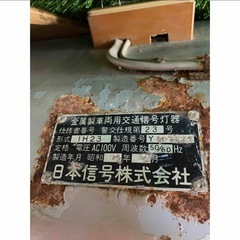 金属製車両用交通信号灯器
仕様書番号 警交仕規第23号
形式 1H23 製造番号 Y
定格 電圧AC100V 周波数50/60Hz
製造年月 昭和 年 月
日本信号株式会社